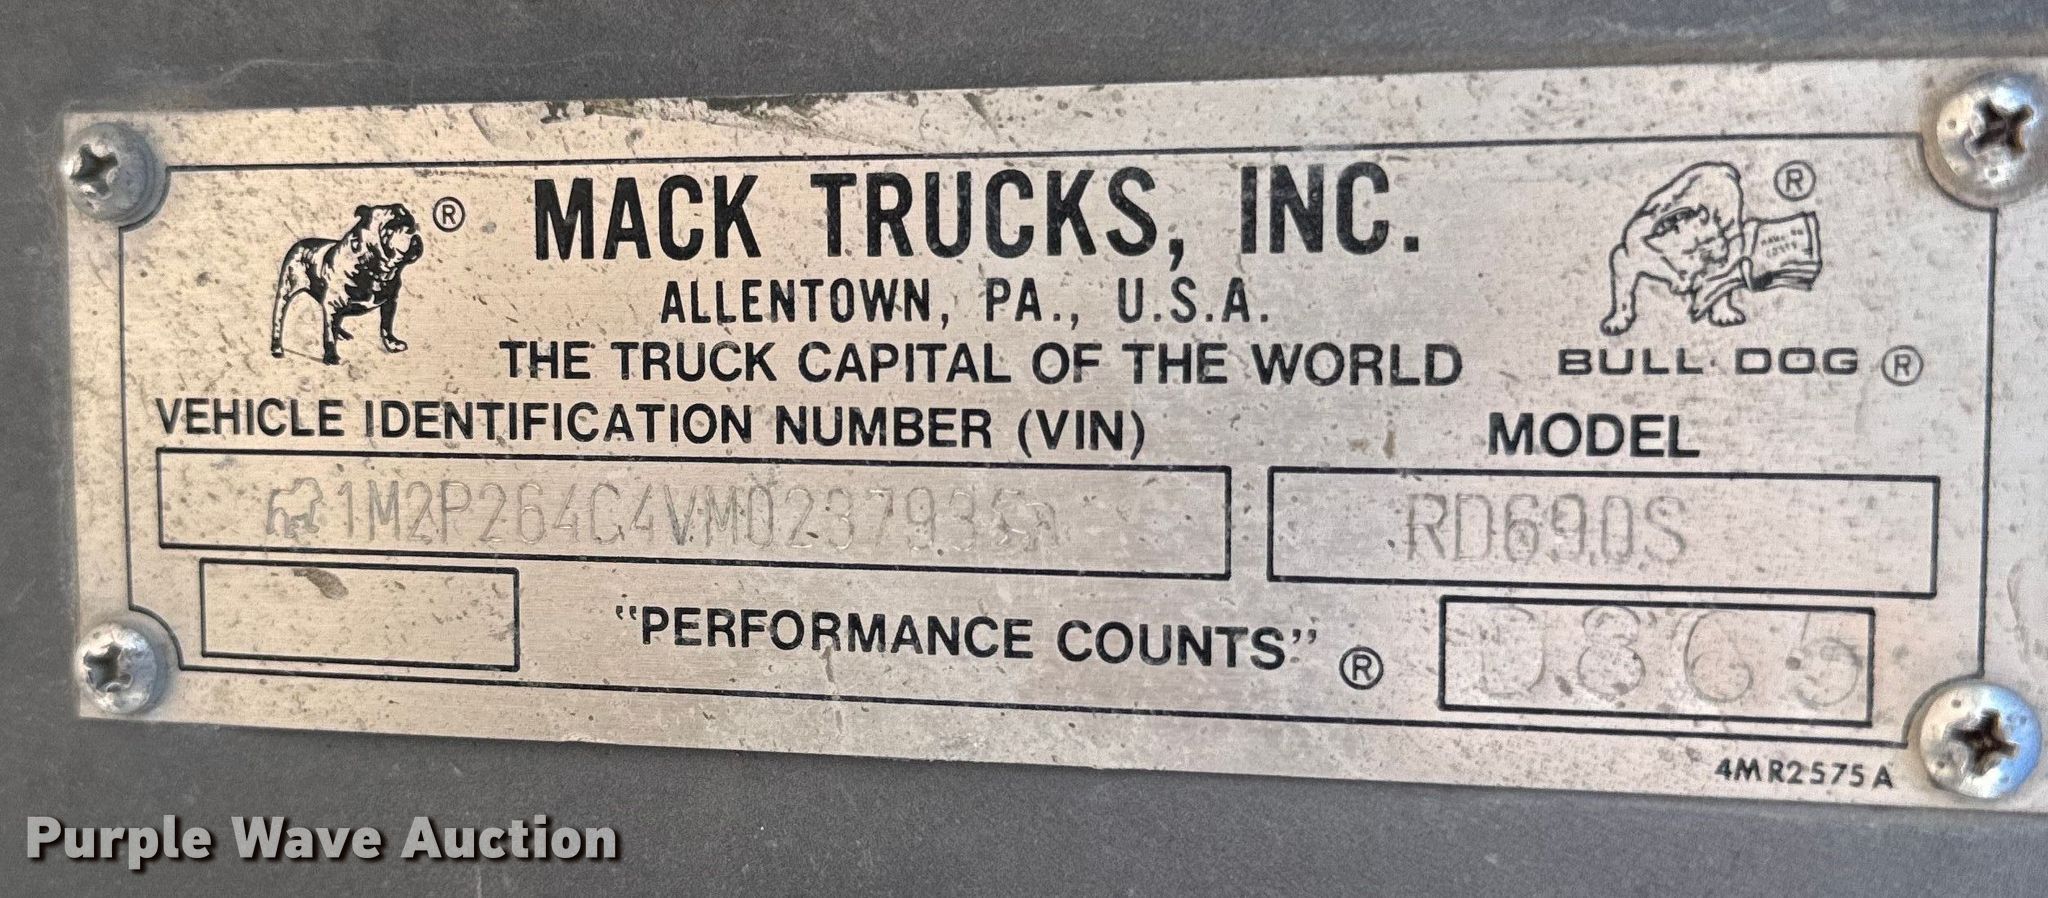 MACK TRUCKS, INC.
ALLENTOWN, PA., U.S.A.
THE TRUCK CAPITAL OF THE WORLD
BULL·DOG ®
VEHICLE IDENTIFICATION NUMBER (VIN)
MODEL
1M2P264C4VM023793
RD690S
"PERFORMANCE COUNTS" ®
4MR2575A
Purple Wave Auction